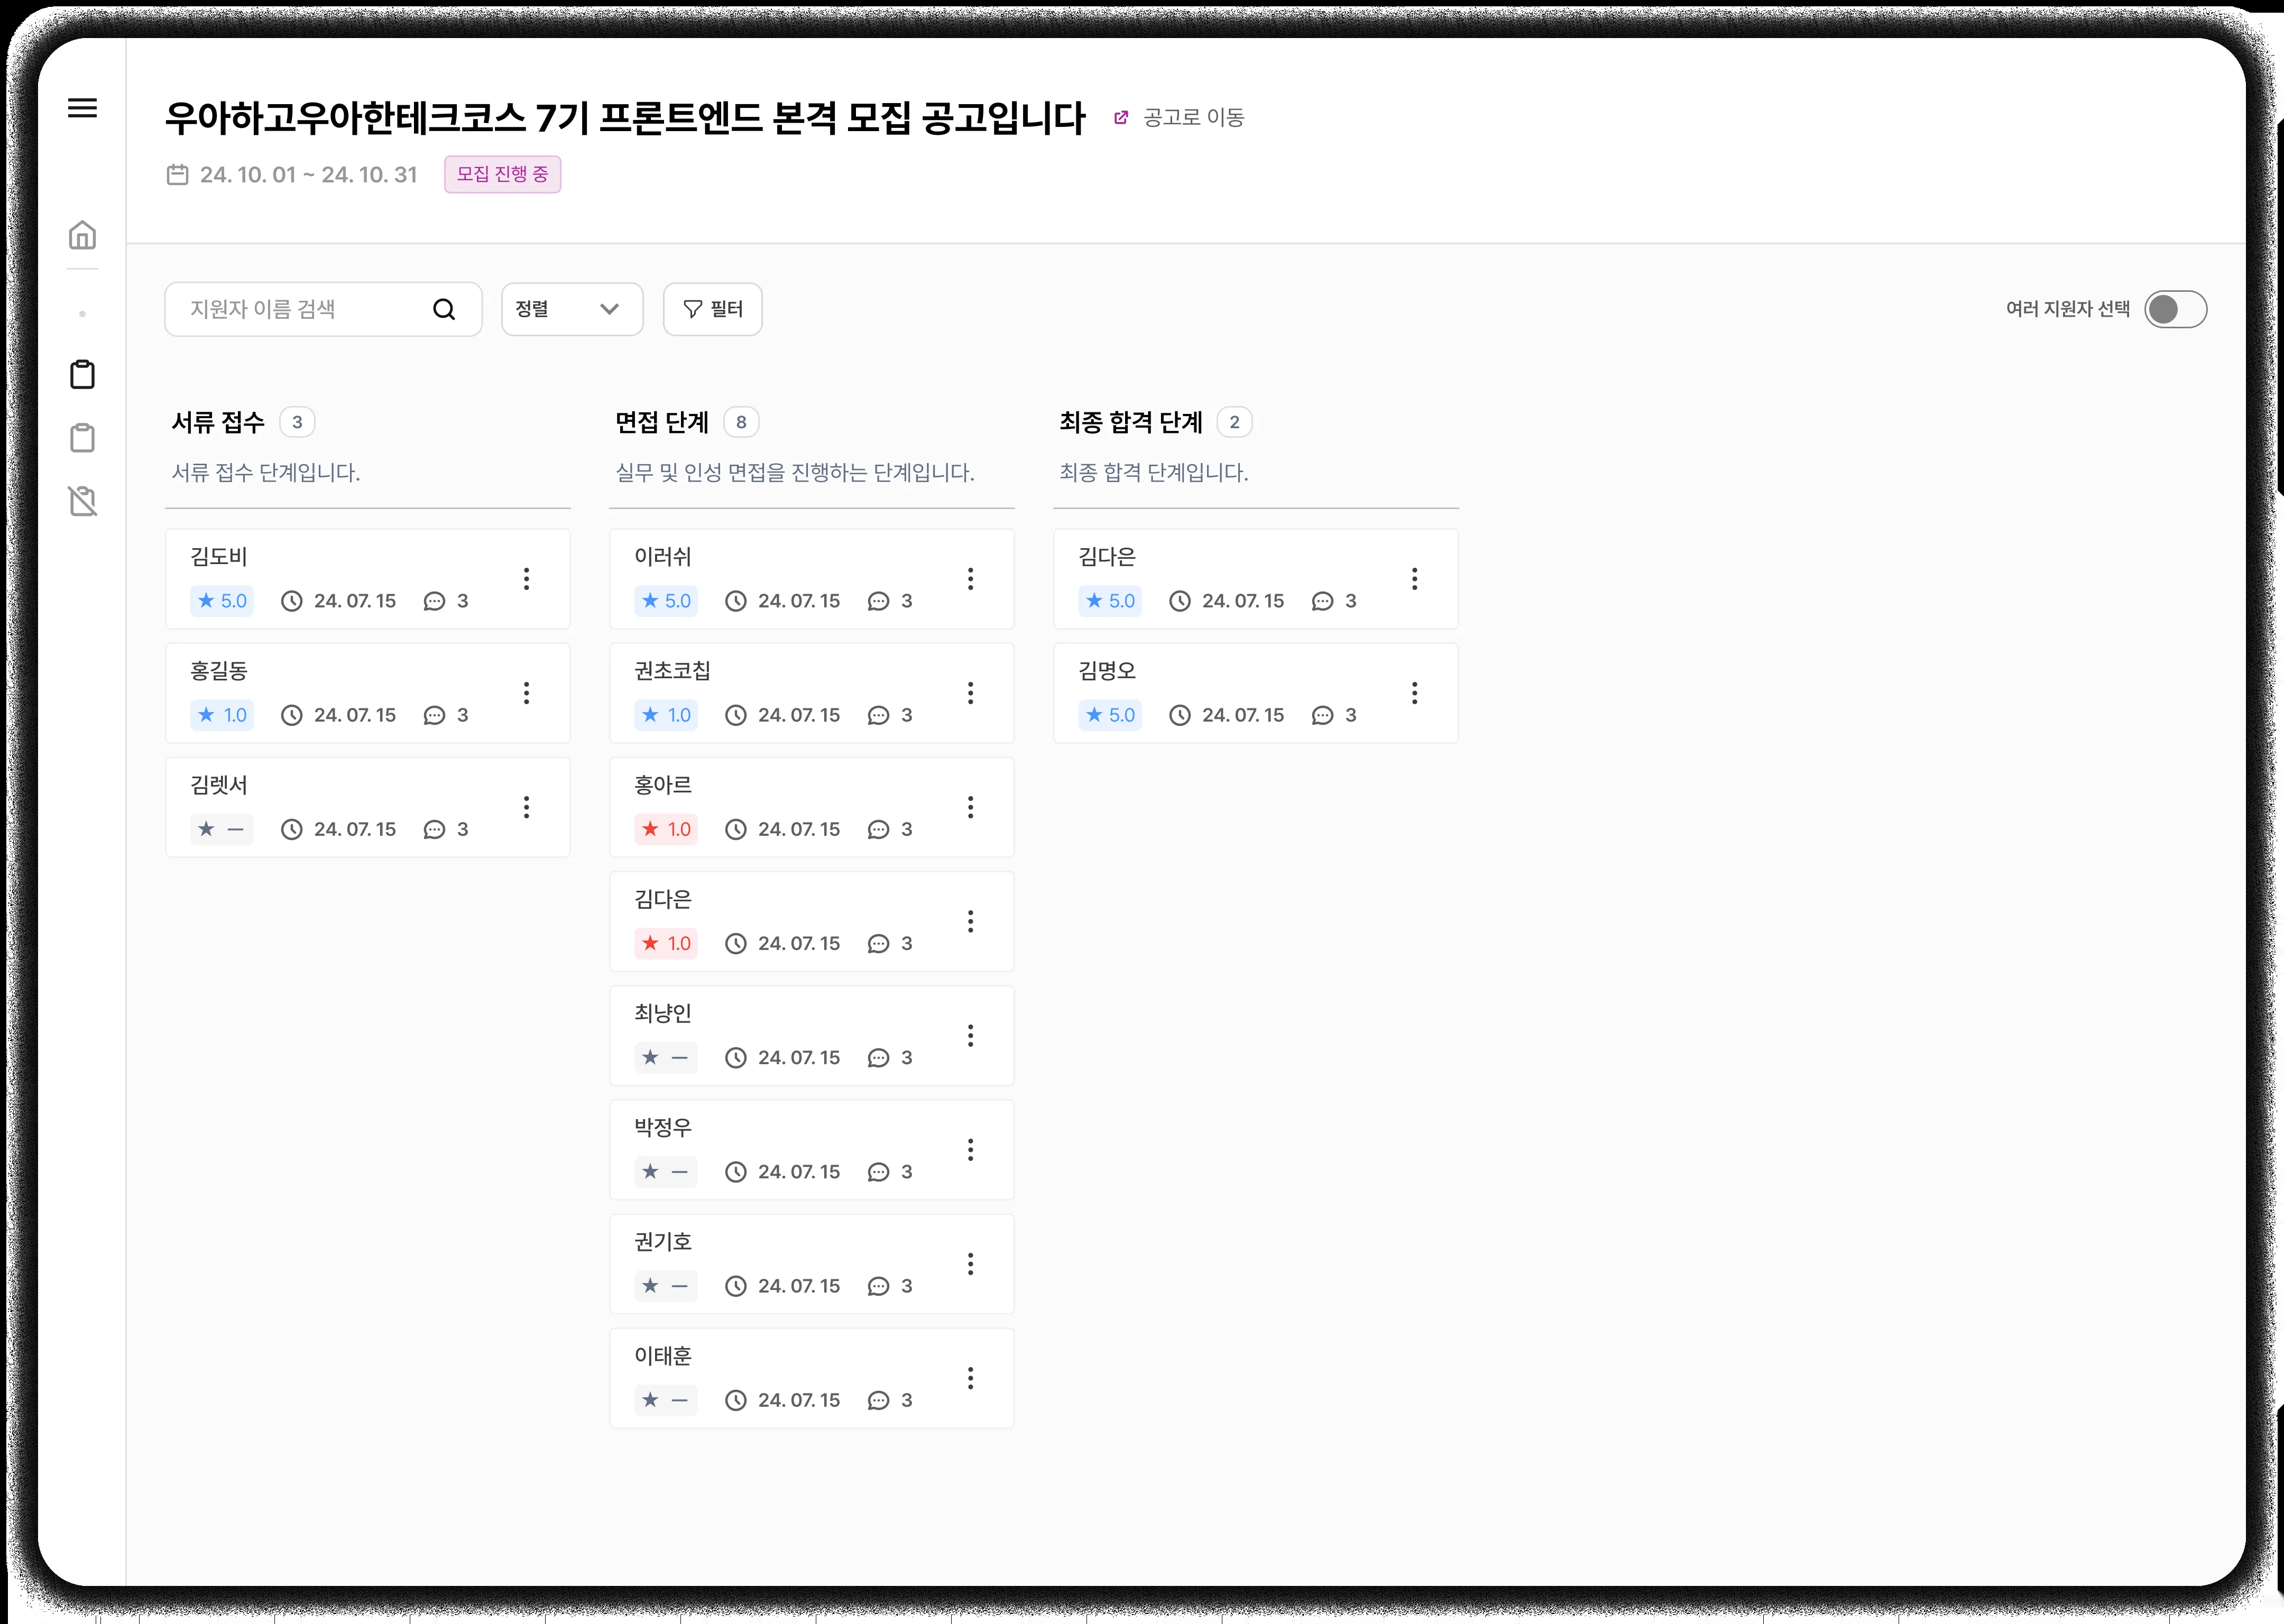 우아하고우아한테크코스 7기 프론트엔드 본격 모집 공고입니다 공고로 이동
24. 10. 01 ~ 24. 10. 31 모집 진행 중
지원자 이름 검색 정렬 필터 여러 지원자 선택
서류 접수 3
서류 접수 단계입니다.
김도비
★ 5.0 24. 07. 15 3
홍길동
★ 1.0 24. 07. 15 3
김렛서
★ – 24. 07. 15 3
면접 단계 8
실무 및 인성 면접을 진행하는 단계입니다.
이러쉬
★ 5.0 24. 07. 15 3
권초코칩
★ 1.0 24. 07. 15 3
홍아르
★ 1.0 24. 07. 15 3
김다은
★ 1.0 24. 07. 15 3
최냥인
★ – 24. 07. 15 3
박정우
★ – 24. 07. 15 3
권기호
★ – 24. 07. 15 3
이태훈
★ – 24. 07. 15 3
최종 합격 단계 2
최종 합격 단계입니다.
김다은
★ 5.0 24. 07. 15 3
김명오
★ 5.0 24. 07. 15 3